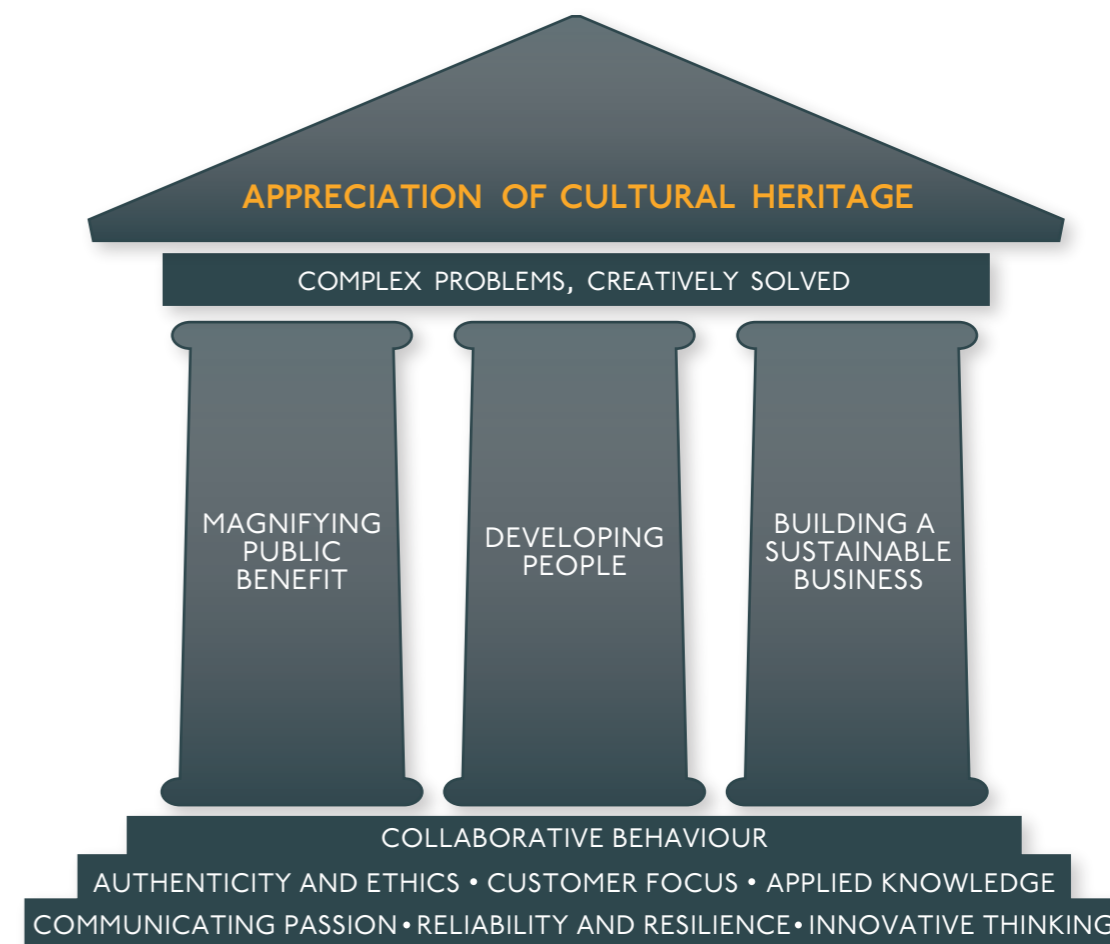 APPRECIATION OF CULTURAL HERITAGE
COMPLEX PROBLEMS, CREATIVELY SOLVED
MAGNIFYING
PUBLIC
BENEFIT
DEVELOPING
PEOPLE
BUILDING A
SUSTAINABLE
BUSINESS
COLLABORATIVE BEHAVIOUR
AUTHENTICITY AND ETHICS • CUSTOMER FOCUS • APPLIED KNOWLEDGE
COMMUNICATING PASSION • RELIABILITY AND RESILIENCE • INNOVATIVE THINKING